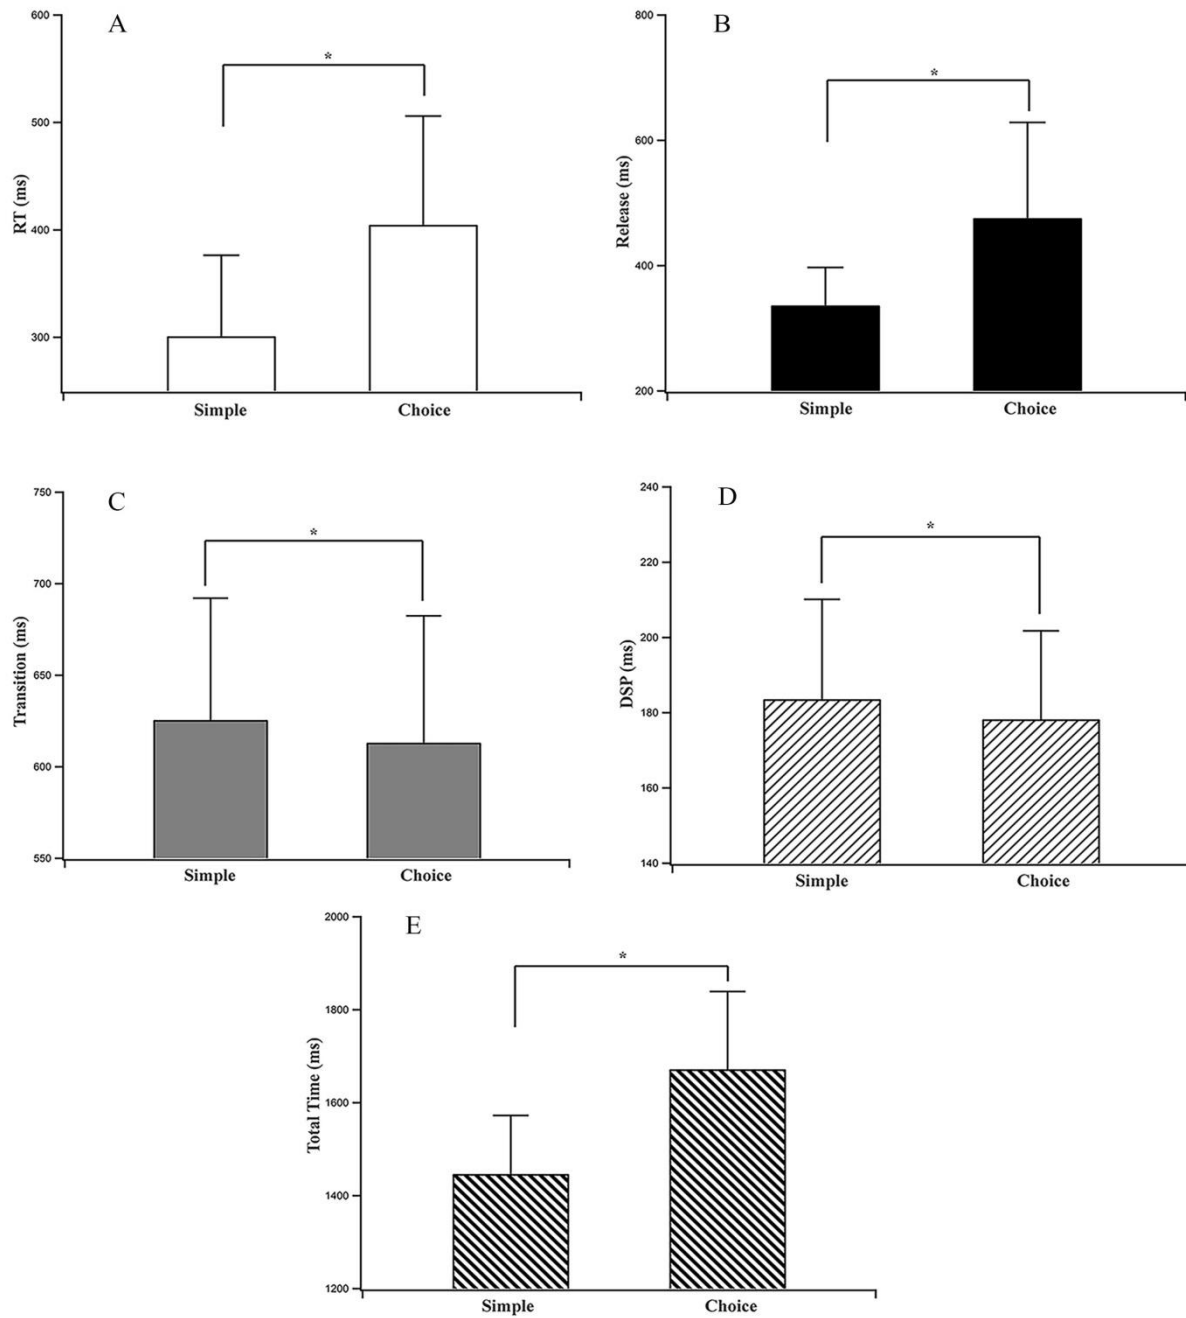 A
*
600
500
400
300
RT (ms)
Simple
Choice
B
*
800
600
400
200
Release (ms)
Simple
Choice
C
*
750
700
650
600
550
Transition (ms)
Simple
Choice
D
*
240
220
200
180
160
140
DSP (ms)
Simple
Choice
E
*
2000
1800
1600
1400
1200
Total Time (ms)
Simple
Choice